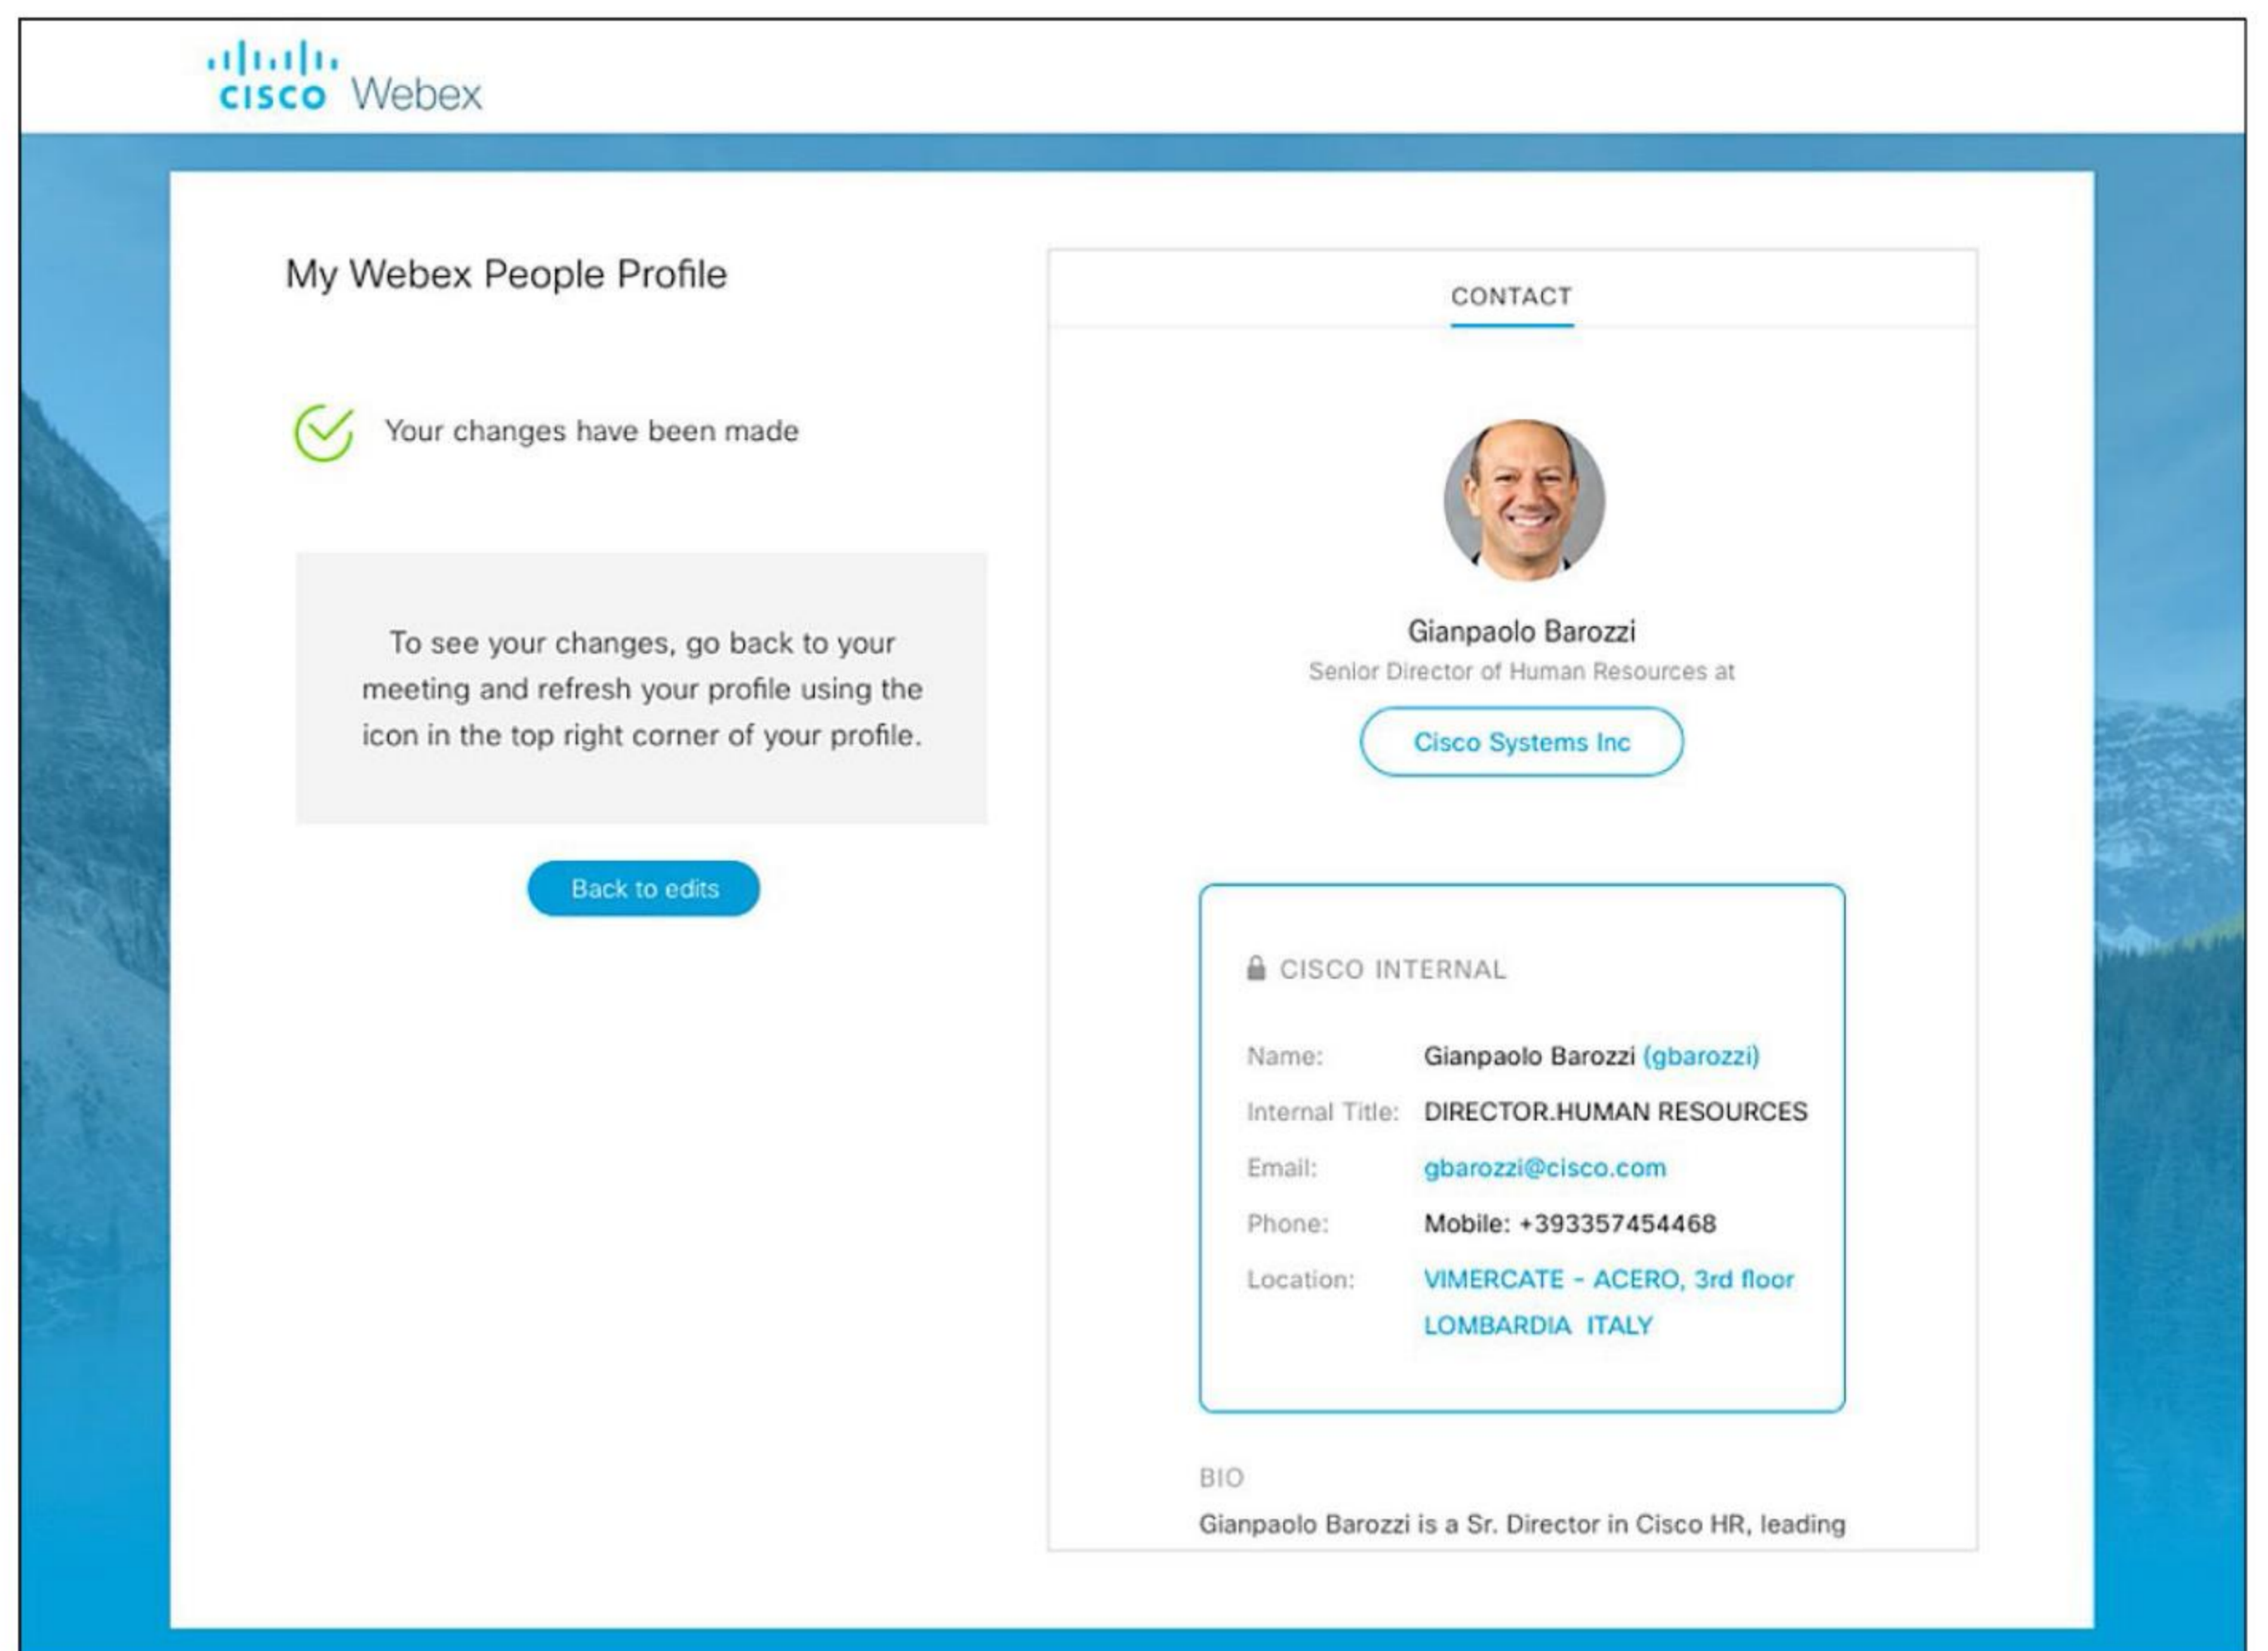 CISCO Webex
My Webex People Profile
Your changes have been made
To see your changes, go back to your
meeting and refresh your profile using the
icon in the top right corner of your profile.
Back to edits
CONTACT
Gianpaolo Barozzi
Senior Director of Human Resources at
Cisco Systems Inc
CISCO INTERNAL
Name: Gianpaolo Barozzi (gbarozzi)
Internal Title: DIRECTOR.HUMAN RESOURCES
Email: gbarozzi@cisco.com
Phone: Mobile: +393357454468
Location: VIMERCATE - ACERO, 3rd floor
LOMBARDIA ITALY
BIO
Gianpaolo Barozzi is a Sr. Director in Cisco HR, leading